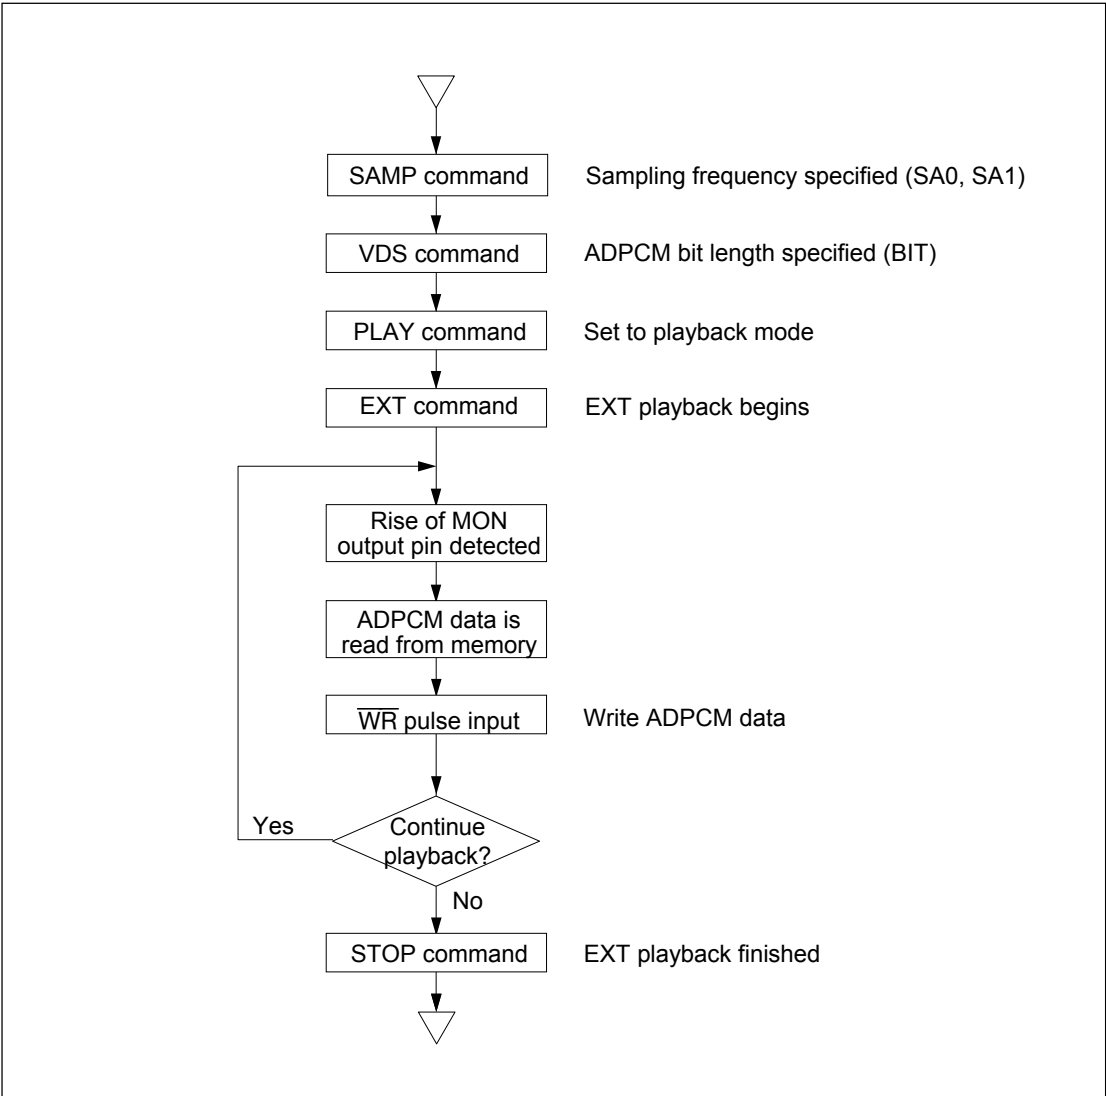 SAMP command
Sampling frequency specified (SA0, SA1)
VDS command
ADPCM bit length specified (BIT)
PLAY command
Set to playback mode
EXT command
EXT playback begins
Rise of MON
output pin detected
ADPCM data is
read from memory
W̅R̅ pulse input
Write ADPCM data
Continue
playback?
Yes
No
STOP command
EXT playback finished